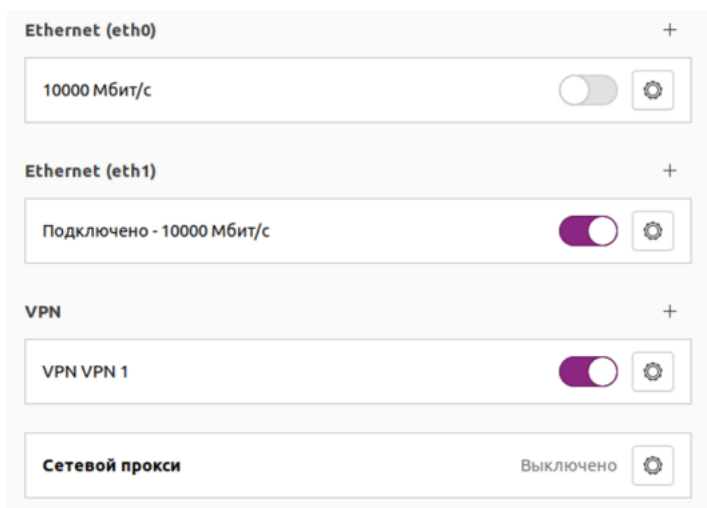 Ethernet (eth0)
10000 Мбит/с
Ethernet (eth1)
Подключено - 10000 Мбит/с
VPN
VPN VPN 1
Сетевой прокси
Выключено